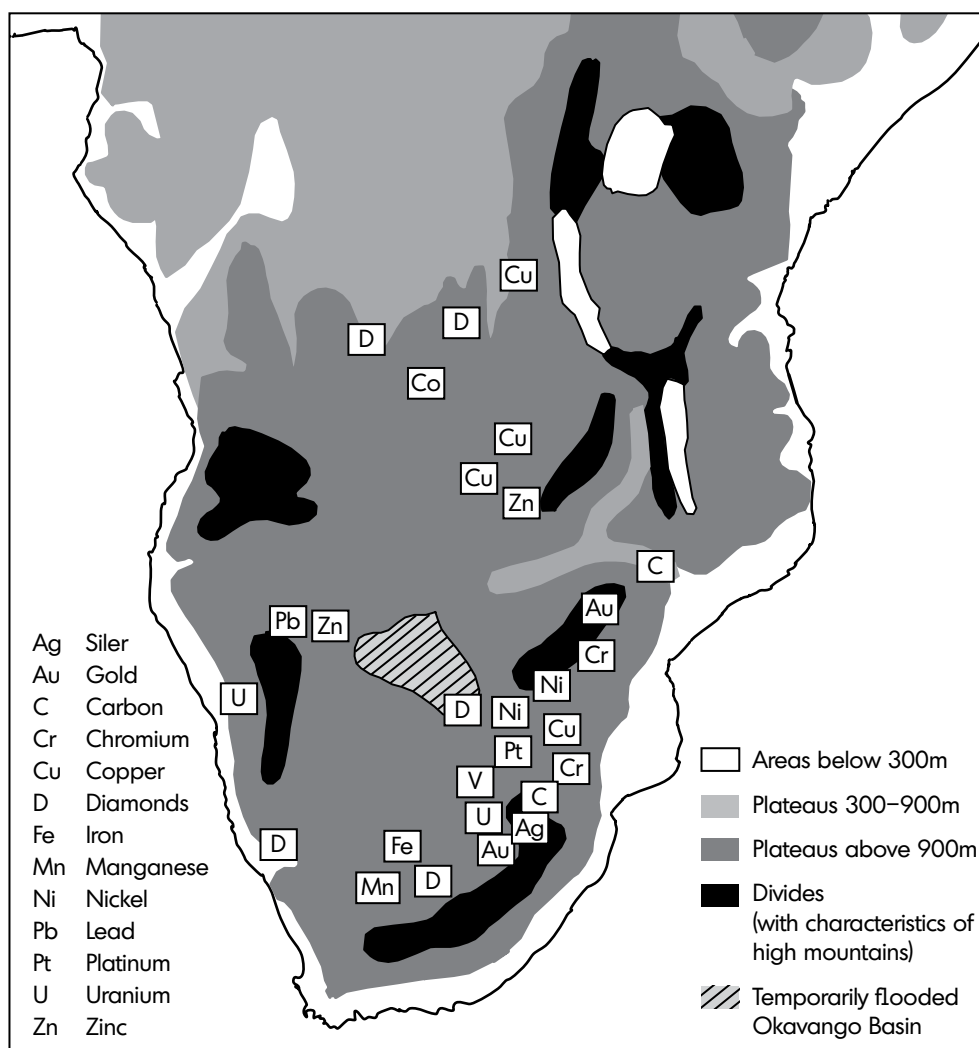 Cu
D
D
Co
Cu
Cu
Zn
C
Au
Pb
Zn
Cr
Ni
U
D
Ni
Cu
Pt
Cr
V
C
U
Ag
D
Fe
Au
D
Mn
Ag Siler
Au Gold
C Carbon
Cr Chromium
Cu Copper
D Diamonds
Fe Iron
Mn Manganese
Ni Nickel
Pb Lead
Pt Platinum
U Uranium
Zn Zinc
Areas below 300m
Plateaus 300–900m
Plateaus above 900m
Divides
(with characteristics of
high mountains)
Temporarily flooded
Okavango Basin